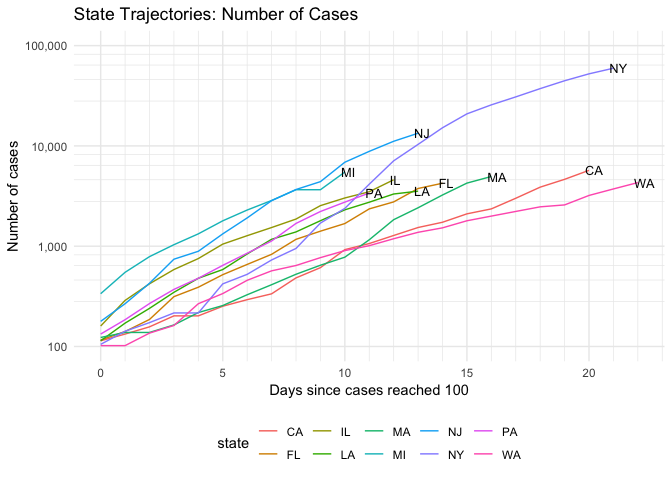 State Trajectories: Number of Cases
100,000
10,000
1,000
100
Number of cases
NY
NJ
MI
IL
PA
LA
FL
MA
CA
WA
0 5 10 15 20
Days since cases reached 100
state
CA IL MA NJ PA
FL LA MI NY WA